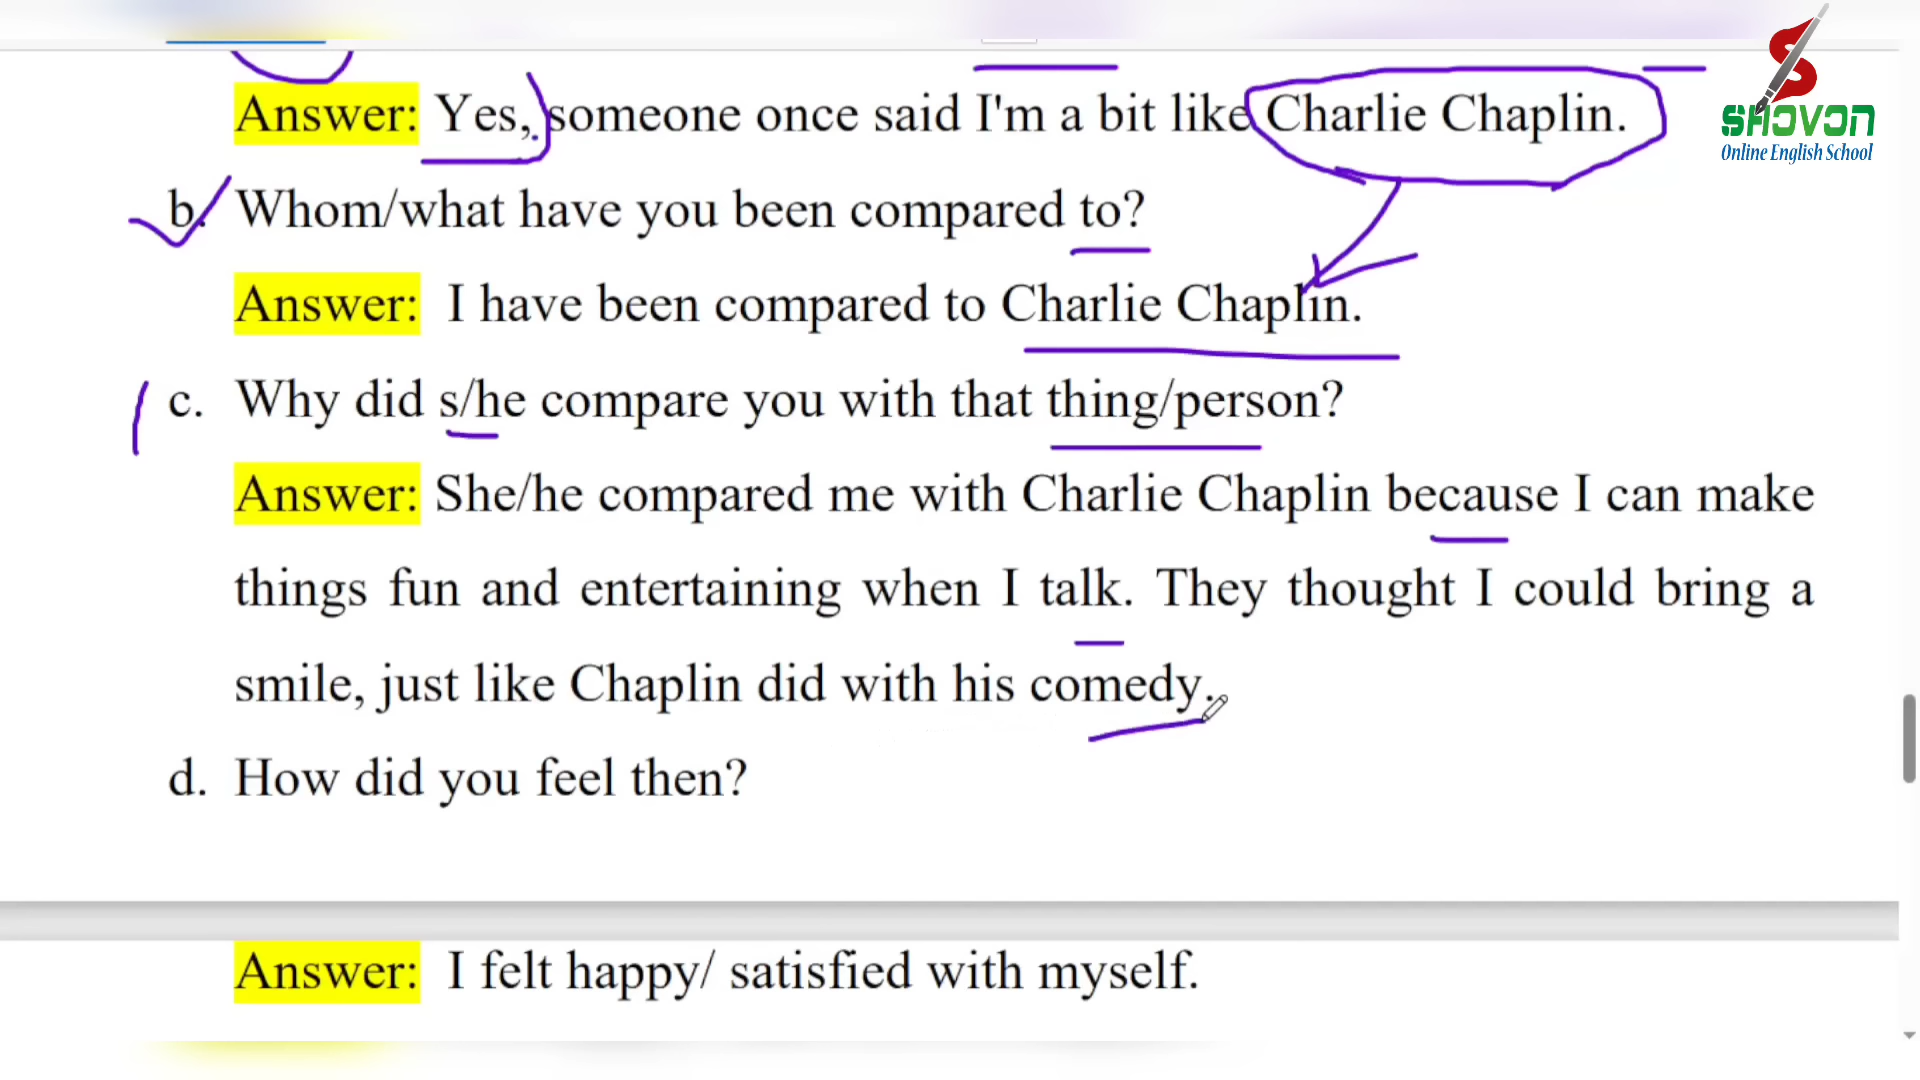 Answer: Yes, someone once said I'm a bit like Charlie Chaplin.
SHOVON
Online English School
b. Whom/what have you been compared to?
Answer: I have been compared to Charlie Chaplin.
c. Why did s/he compare you with that thing/person?
Answer: She/he compared me with Charlie Chaplin because I can make
things fun and entertaining when I talk. They thought I could bring a
smile, just like Chaplin did with his comedy.
d. How did you feel then?
Answer: I felt happy/ satisfied with myself.